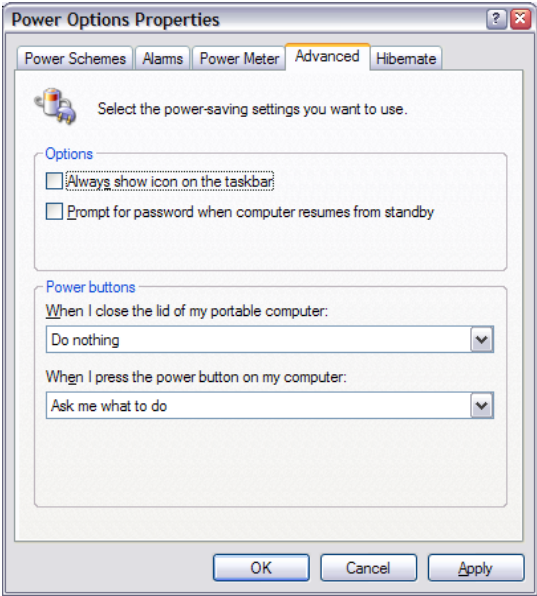 Power Options Properties
?
Power Schemes Alarms Power Meter Advanced Hibernate
Select the power-saving settings you want to use.
Options
Always show icon on the taskbar
Prompt for password when computer resumes from standby
Power buttons
When I close the lid of my portable computer:
Do nothing
When I press the power button on my computer:
Ask me what to do
OK Cancel Apply